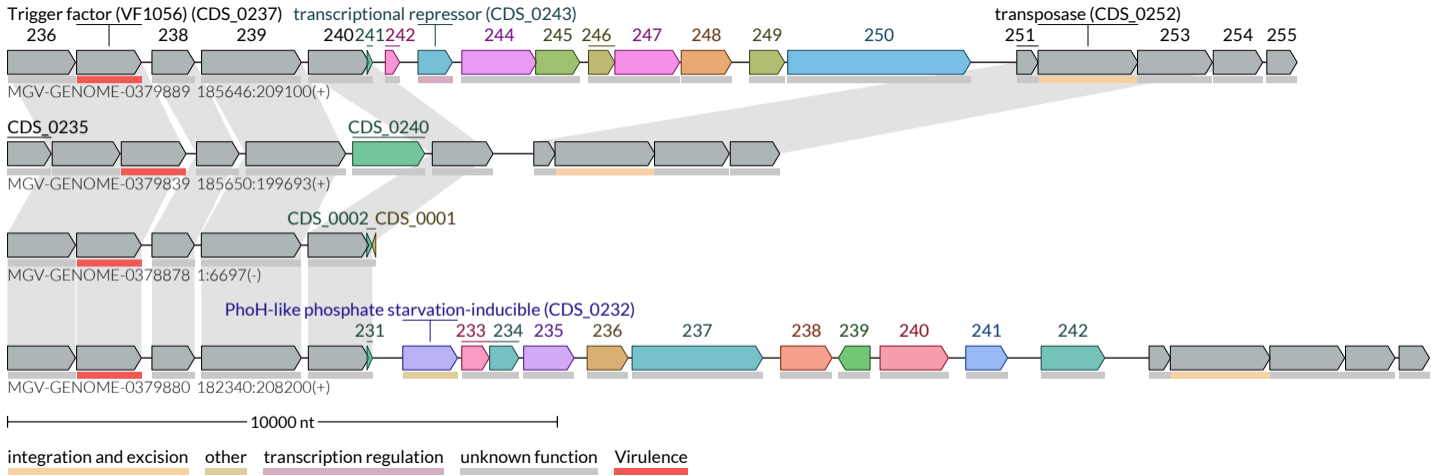 Trigger factor (VF1056) (CDS_0237) transcriptional repressor (CDS_0243) transposase (CDS_0252)
236 238 239 240 241 242 244 245 246 247 248 249 250 251 253 254 255
MGV-GENOME-0379889 185646:209100(+)
CDS_0235 CDS_0240
MGV-GENOME-0379839 185650:199693(+)
CDS_0002 CDS_0001
MGV-GENOME-0378878 1:6697(-)
PhoH-like phosphate starvation-inducible (CDS_0232)
231 233 234 235 236 237 238 239 240 241 242
MGV-GENOME-0379880 182340:208200(+)
10000 nt
integration and excision other transcription regulation unknown function Virulence